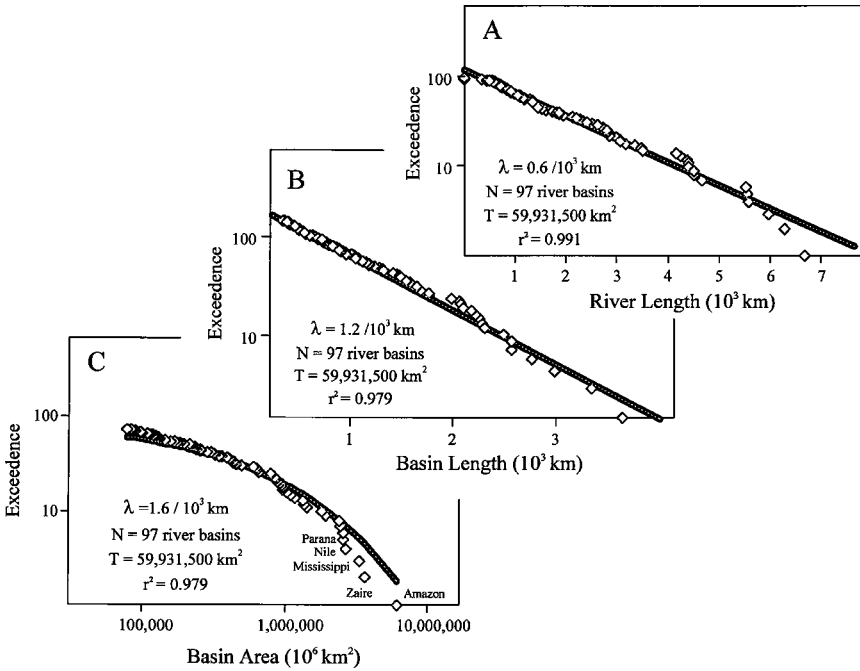 A
Exceedence
100
10
λ = 0.6 /10³ km
N = 97 river basins
T = 59,931,500 km²
r² = 0.991
1 2 3 4 5 6 7
River Length (10³ km)
B
Exceedence
100
10
λ = 1.2 /10³ km
N = 97 river basins
T = 59,931,500 km²
r² = 0.979
1 2 3
Basin Length (10³ km)
C
Exceedence
100
10
λ =1.6 / 10³ km
N = 97 river basins
T = 59,931,500 km²
r² = 0.979
Parana
Nile
Mississippi
Zaire
Amazon
100,000 1,000,000 10,000,000
Basin Area (10⁶ km²)